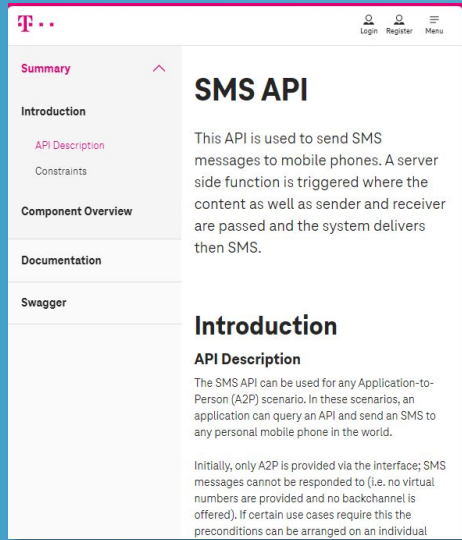 T
Login Register Menu
Summary
Introduction
API Description
Constraints
Component Overview
Documentation
Swagger
SMS API
This API is used to send SMS
messages to mobile phones. A server
side function is triggered where the
content as well as sender and receiver
are passed and the system delivers
then SMS.
Introduction
API Description
The SMS API can be used for any Application-to-
Person (A2P) scenario. In these scenarios, an
application can query an API and send an SMS to
any personal mobile phone in the world.
Initially, only A2P is provided via the interface; SMS
messages cannot be responded to (i.e. no virtual
numbers are provided and no backchannel is
offered). If certain use cases require this the
preconditions can be arranged on an individual